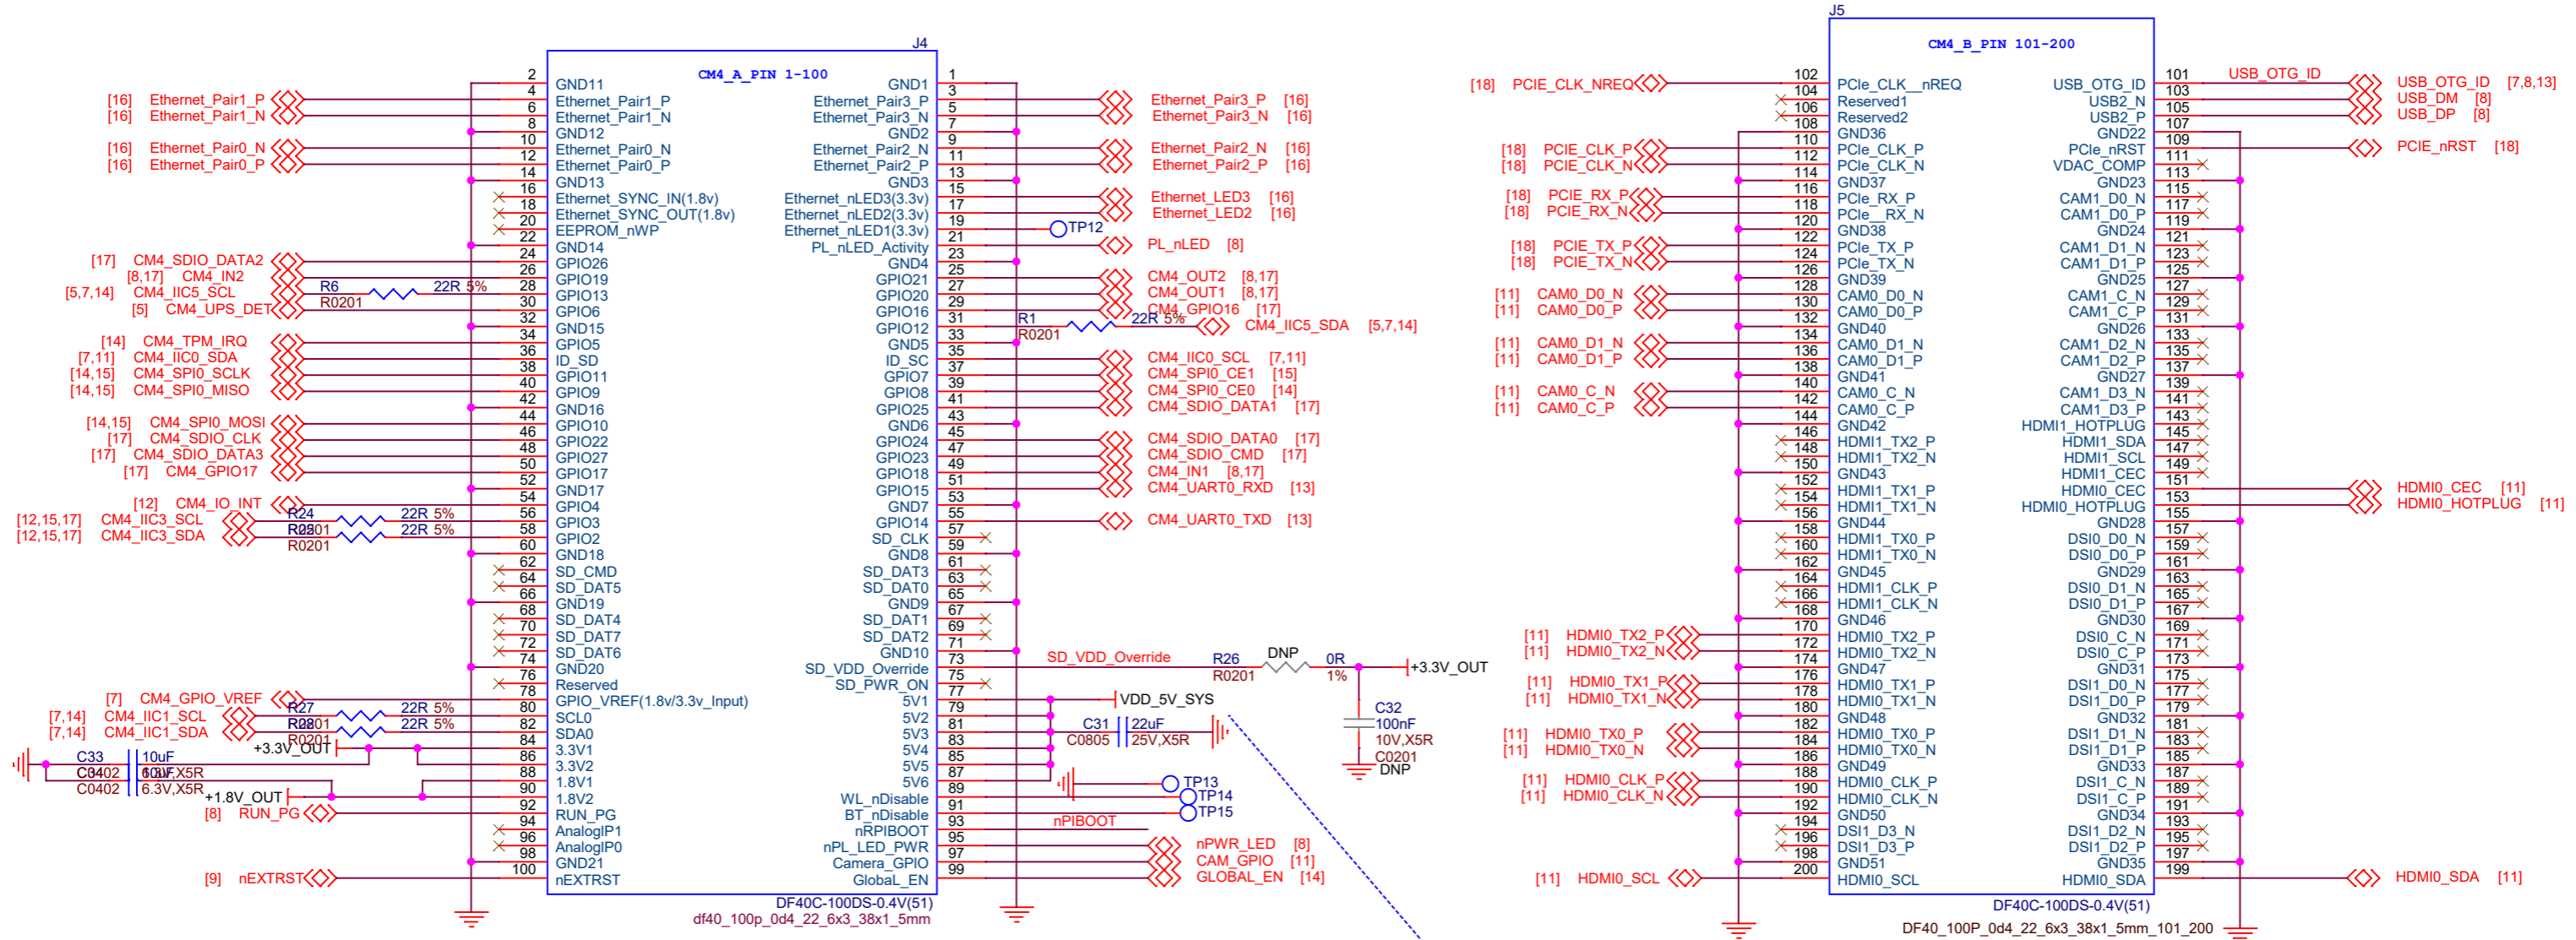 J4
CM4_A_PIN 1-100
2 GND11 GND1 1
[16] Ethernet_Pair1_P 4 Ethernet_Pair1_P Ethernet_Pair3_P 3 Ethernet_Pair3_P [16]
[16] Ethernet_Pair1_N 6 Ethernet_Pair1_N Ethernet_Pair3_N 5 Ethernet_Pair3_N [16]
8 GND12 GND2 7
[16] Ethernet_Pair0_N 10 Ethernet_Pair0_N Ethernet_Pair2_N 9 Ethernet_Pair2_N [16]
[16] Ethernet_Pair0_P 12 Ethernet_Pair0_P Ethernet_Pair2_P 11 Ethernet_Pair2_P [16]
14 GND13 GND3 13
16 Ethernet_SYNC_IN(1.8v) Ethernet_nLED3(3.3v) 15 Ethernet_LED3 [16]
18 Ethernet_SYNC_OUT(1.8v) Ethernet_nLED2(3.3v) 17 Ethernet_LED2 [16]
20 EEPROM_nWP Ethernet_nLED1(3.3v) 19 TP12
22 GND14 PL_nLED_Activity 21 PL_nLED [8]
[17] CM4_SDIO_DATA2 24 GPIO26 GND4 23
[8,17] CM4_IN2 26 GPIO19 GPIO21 25 CM4_OUT2 [8,17]
[5,7,14] CM4_IIC5_SCL R6 22R 5% R0201 28 GPIO13 GPIO20 27 CM4_OUT1 [8,17]
[5] CM4_UPS_DET 30 GPIO6 GPIO16 29 CM4_GPIO16 [17]
32 GND15 GPIO12 31 R1 22R 5% R0201 CM4_IIC5_SDA [5,7,14]
[14] CM4_TPM_IRQ 34 GPIO5 GND5 33
[7,11] CM4_IIC0_SDA 36 ID_SD ID_SC 35 CM4_IIC0_SCL [7,11]
[14,15] CM4_SPI0_SCLK 38 GPIO11 GPIO7 37 CM4_SPI0_CE1 [15]
[14,15] CM4_SPI0_MISO 40 GPIO9 GPIO8 39 CM4_SPI0_CE0 [14]
42 GND16 GPIO25 41 CM4_SDIO_DATA1 [17]
[14,15] CM4_SPI0_MOSI 44 GPIO10 GND6 43
[17] CM4_SDIO_CLK 46 GPIO22 GPIO24 45 CM4_SDIO_DATA0 [17]
[17] CM4_SDIO_DATA3 48 GPIO27 GPIO23 47 CM4_SDIO_CMD [17]
[17] CM4_GPIO17 50 GPIO17 GPIO18 49 CM4_IN1 [8,17]
52 GND17 GPIO15 51 CM4_UART0_RXD [13]
[12] CM4_IO_INT 54 GPIO4 GND7 53
[12,15,17] CM4_IIC3_SCL R24 22R 5% R0201 56 GPIO3 GPIO14 55 CM4_UART0_TXD [13]
[12,15,17] CM4_IIC3_SDA R25 22R 5% R0201 58 GPIO2 SD_CLK 57
60 GND18 GND8 59
62 SD_CMD SD_DAT3 61
64 SD_DAT5 SD_DAT0 63
66 GND19 GND9 65
68 SD_DAT4 SD_DAT1 67
70 SD_DAT7 SD_DAT2 69
72 SD_DAT6 GND10 71
74 GND20 SD_VDD_Override 73 SD_VDD_Override R26 R0201 DNP 0R 1% +3.3V_OUT
76 Reserved SD_PWR_ON 75
[7] CM4_GPIO_VREF 78 GPIO_VREF(1.8v/3.3v_Input) 5V1 77 VDD_5V_SYS
[7,14] CM4_IIC1_SCL R27 22R 5% R0201 80 SCL0 5V2 79
[7,14] CM4_IIC1_SDA R28 22R 5% R0201 82 SDA0 5V3 81 C31 22uF C0805 25V,X5R
C32 100nF 10V,X5R C0201 DNP
+3.3V_OUT 84 3.3V1 5V4 83
C33 10uF C0402 6.3V,X5R 86 3.3V2 5V5 85
C34 10uF C0402 6.3V,X5R 88 1.8V1 5V6 87 TP13
+1.8V_OUT 90 1.8V2 WL_nDisable 89 TP14
[8] RUN_PG 92 RUN_PG BT_nDisable 91 TP15
94 AnalogIP1 nRPIBOOT 93 nPIBOOT
96 AnalogIP0 nPL_LED_PWR 95 nPWR_LED [8]
98 GND21 Camera_GPIO 97 CAM_GPIO [11]
[9] nEXTRST 100 nEXTRST GlobaL_EN 99 GLOBAL_EN [14]
DF40C-100DS-0.4V(51)
df40_100p_0d4_22_6x3_38x1_5mm
J5
CM4_B_PIN 101-200
[18] PCIE_CLK_NREQ 102 PCIe_CLK__nREQ USB_OTG_ID 101 USB_OTG_ID USB_OTG_ID [7,8,13]
104 Reserved1 USB2_N 103 USB_DM [8]
106 Reserved2 USB2_P 105 USB_DP [8]
108 GND36 GND22 107
[18] PCIE_CLK_P 110 PCIe_CLK_P PCIe_nRST 109 PCIE_nRST [18]
[18] PCIE_CLK_N 112 PCIe_CLK_N VDAC_COMP 111
114 GND37 GND23 113
[18] PCIE_RX_P 116 PCIe_RX_P CAM1_D0_N 115
[18] PCIE_RX_N 118 PCIe__RX_N CAM1_D0_P 117
120 GND38 GND24 119
[18] PCIE_TX_P 122 PCIe_TX_P CAM1_D1_N 121
[18] PCIE_TX_N 124 PCIe_TX_N CAM1_D1_P 123
126 GND39 GND25 125
[11] CAM0_D0_N 128 CAM0_D0_N CAM1_C_N 127
[11] CAM0_D0_P 130 CAM0_D0_P CAM1_C_P 129
132 GND40 GND26 131
[11] CAM0_D1_N 134 CAM0_D1_N CAM1_D2_N 133
[11] CAM0_D1_P 136 CAM0_D1_P CAM1_D2_P 135
138 GND41 GND27 137
[11] CAM0_C_N 140 CAM0_C_N CAM1_D3_N 139
[11] CAM0_C_P 142 CAM0_C_P CAM1_D3_P 141
144 GND42 HDMI1_HOTPLUG 143
146 HDMI1_TX2_P HDMI1_SDA 145
148 HDMI1_TX2_N HDMI1_SCL 147
150 GND43 HDMI1_CEC 149
152 HDMI1_TX1_P HDMI0_CEC 151 HDMI0_CEC [11]
154 HDMI1_TX1_N HDMI0_HOTPLUG 153 HDMI0_HOTPLUG [11]
156 GND44 GND28 155
158 HDMI1_TX0_P DSI0_D0_N 157
160 HDMI1_TX0_N DSI0_D0_P 159
162 GND45 GND29 161
164 HDMI1_CLK_P DSI0_D1_N 163
166 HDMI1_CLK_N DSI0_D1_P 165
168 GND46 GND30 167
[11] HDMI0_TX2_P 170 HDMI0_TX2_P DSI0_C_N 169
[11] HDMI0_TX2_N 172 HDMI0_TX2_N DSI0_C_P 171
174 GND47 GND31 173
[11] HDMI0_TX1_P 176 HDMI0_TX1_P DSI1_D0_N 175
[11] HDMI0_TX1_N 178 HDMI0_TX1_N DSI1_D0_P 177
180 GND48 GND32 179
[11] HDMI0_TX0_P 182 HDMI0_TX0_P DSI1_D1_N 181
[11] HDMI0_TX0_N 184 HDMI0_TX0_N DSI1_D1_P 183
186 GND49 GND33 185
[11] HDMI0_CLK_P 188 HDMI0_CLK_P DSI1_C_N 187
[11] HDMI0_CLK_N 190 HDMI0_CLK_N DSI1_C_P 189
192 GND50 GND34 191
194 DSI1_D3_N DSI1_D2_N 193
196 DSI1_D3_P DSI1_D2_P 195
198 GND51 GND35 197
[11] HDMI0_SCL 200 HDMI0_SCL HDMI0_SDA 199 HDMI0_SDA [11]
DF40C-100DS-0.4V(51)
DF40_100P_0d4_22_6x3_38x1_5mm_101_200